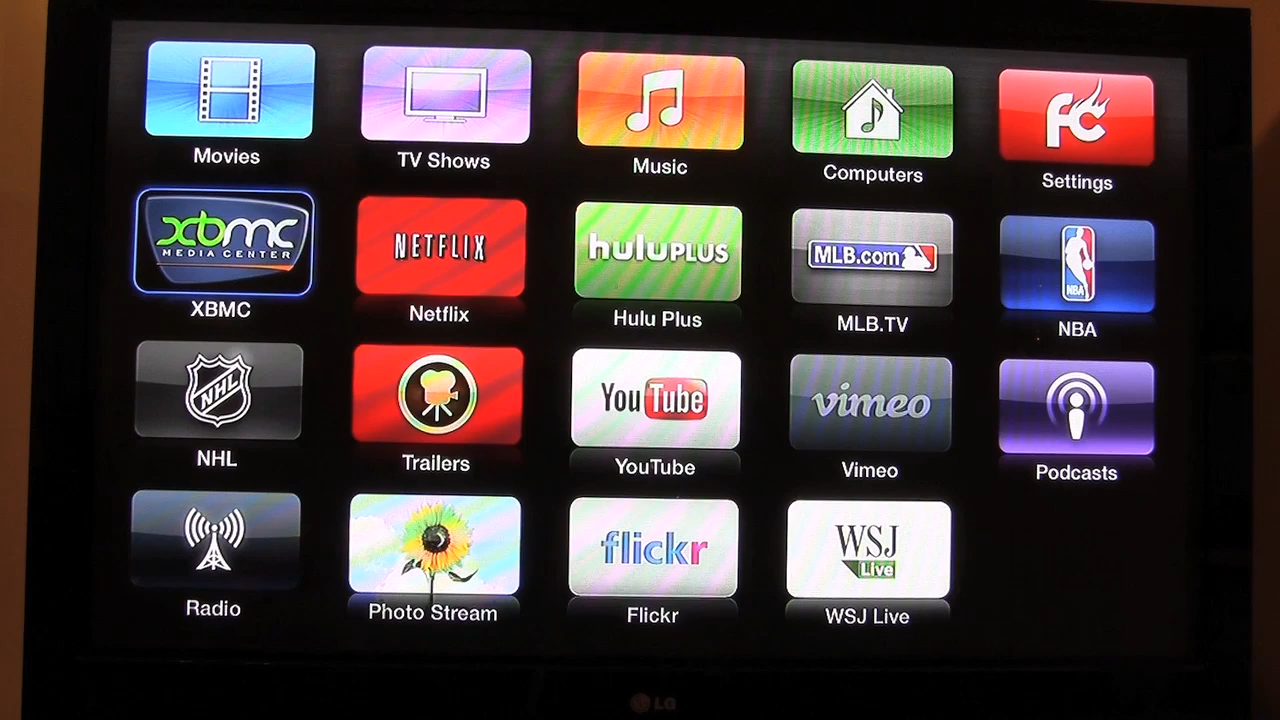 Movies
TV Shows
Music
Computers
FC
Settings
xbmc
MEDIA CENTER
XBMC
NETFLIX
Netflix
huluPLUS
Hulu Plus
MLB.com
MLB.TV
NBA
NBA
NHL
NHL
Trailers
YouTube
YouTube
vimeo
Vimeo
Podcasts
Radio
Photo Stream
flickr
Flickr
WSJ
Live
WSJ Live
LG